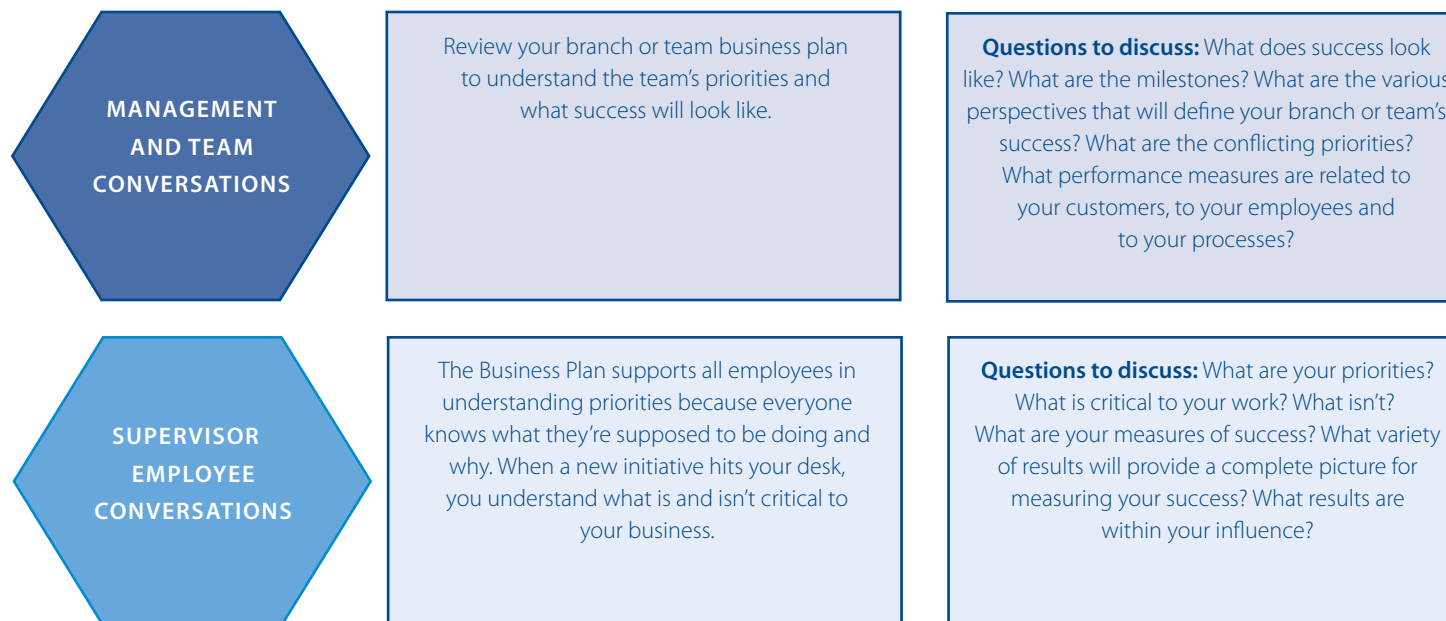 MANAGEMENT
AND TEAM
CONVERSATIONS
Review your branch or team business plan
to understand the team’s priorities and
what success will look like.
Questions to discuss: What does success look
like? What are the milestones? What are the various
perspectives that will define your branch or team’s
success? What are the conflicting priorities?
What performance measures are related to
your customers, to your employees and
to your processes?
SUPERVISOR
EMPLOYEE
CONVERSATIONS
The Business Plan supports all employees in
understanding priorities because everyone
knows what they’re supposed to be doing and
why. When a new initiative hits your desk,
you understand what is and isn’t critical to
your business.
Questions to discuss: What are your priorities?
What is critical to your work? What isn’t?
What are your measures of success? What variety
of results will provide a complete picture for
measuring your success? What results are
within your influence?